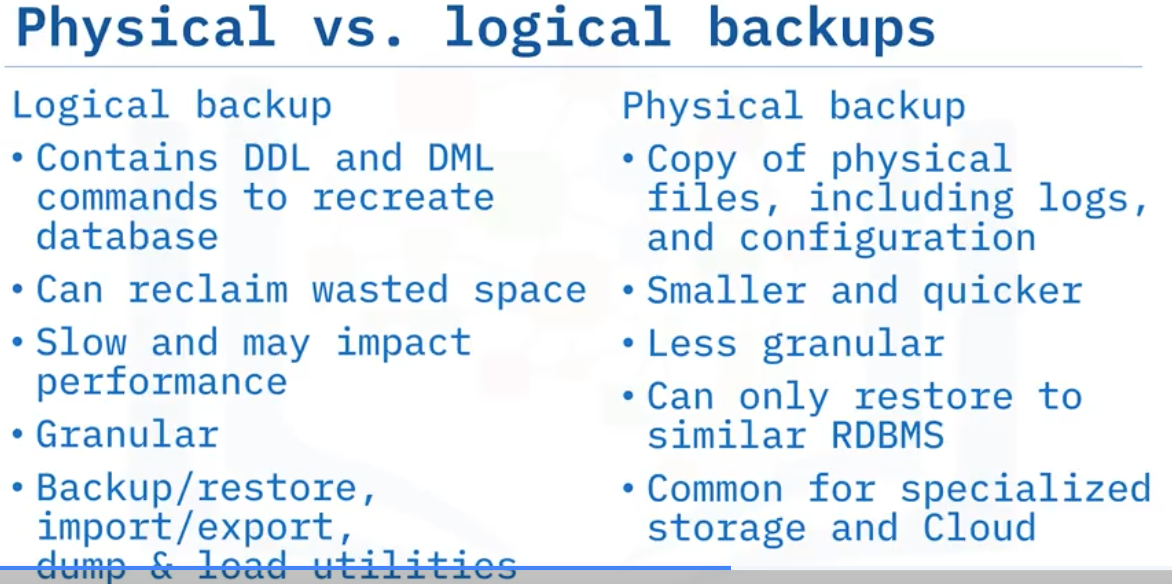 Physical vs. logical backups
Logical backup
• Contains DDL and DML
commands to recreate
database
• Can reclaim wasted space
• Slow and may impact
performance
• Granular
• Backup/restore,
import/export,
dump & load utilities
Physical backup
• Copy of physical
files, including logs,
and configuration
• Smaller and quicker
• Less granular
• Can only restore to
similar RDBMS
• Common for specialized
storage and Cloud